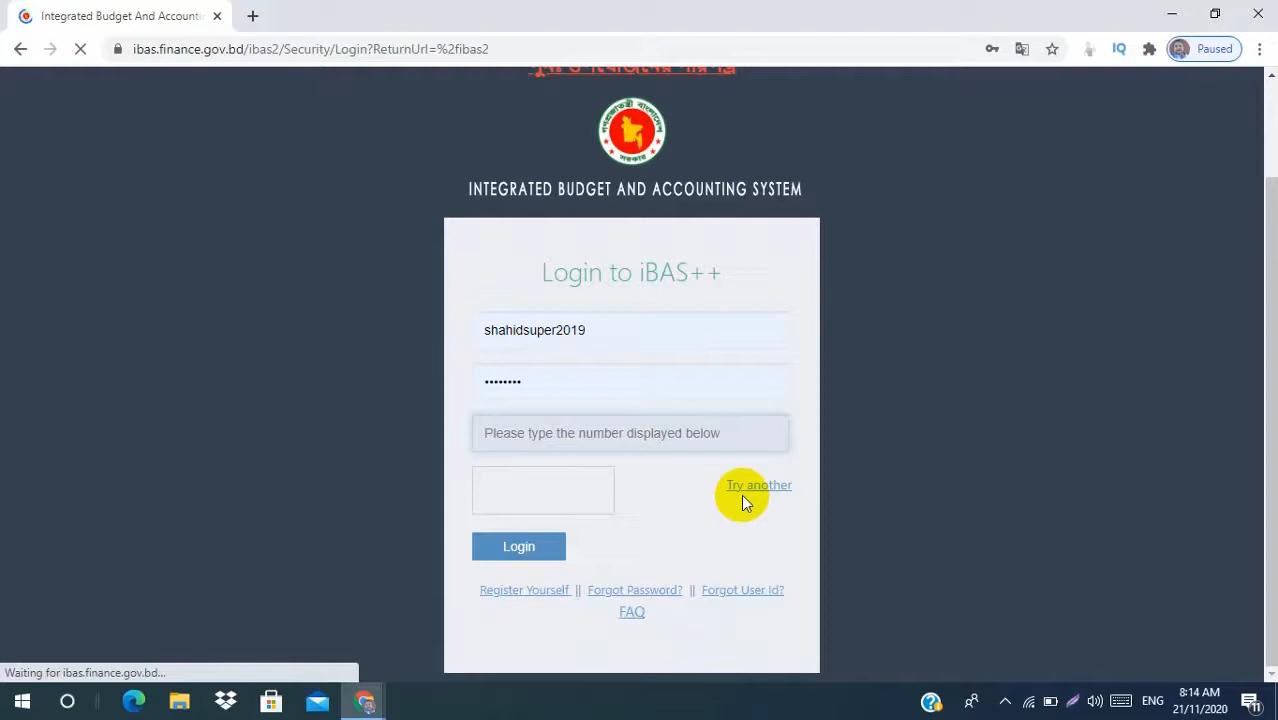 Integrated Budget And Accountin
ibas.finance.gov.bd/ibas2/Security/Login?ReturnUrl=%2fibas2
IQ
Paused
INTEGRATED BUDGET AND ACCOUNTING SYSTEM
Login to iBAS++
shahidsuper2019
••••••••
Please type the number displayed below
Try another
Login
Register Yourself || Forgot Password? || Forgot User Id?
FAQ
Waiting for ibas.finance.gov.bd...
ENG
8:14 AM
21/11/2020